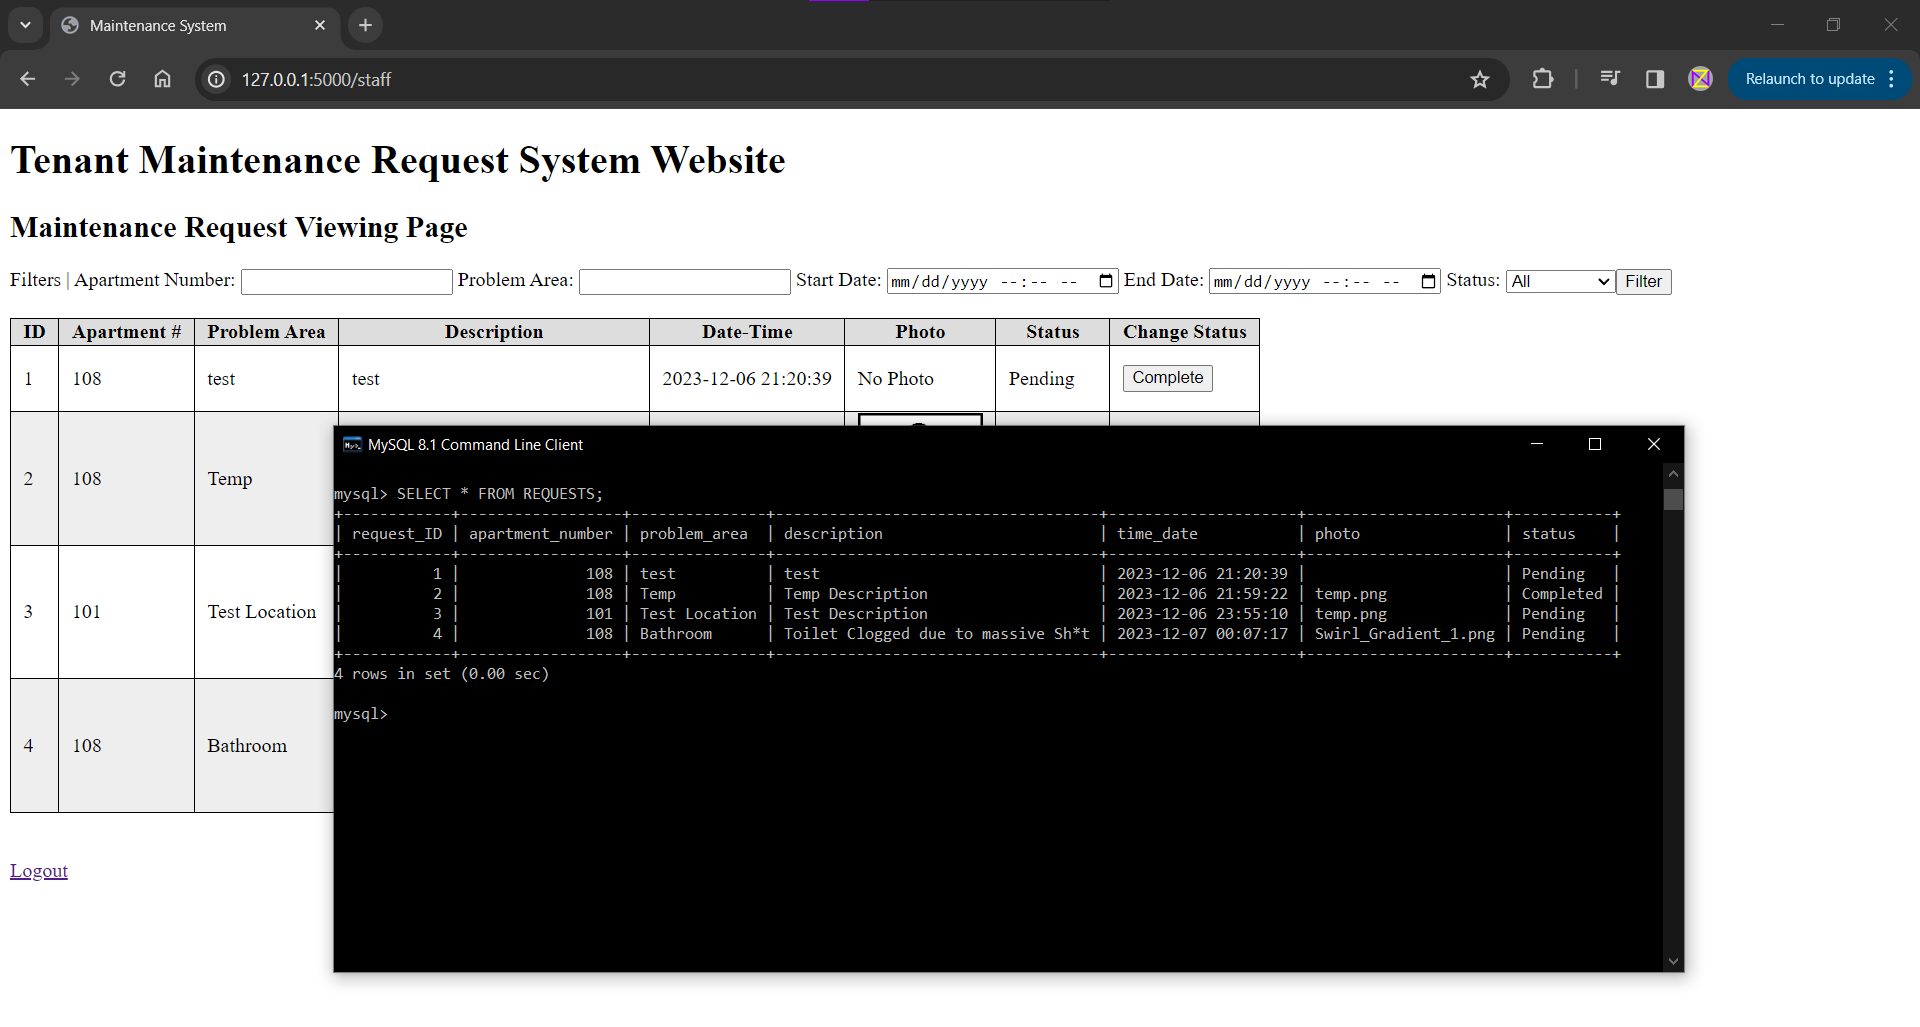 Maintenance System
127.0.0.1:5000/staff
Relaunch to update
Tenant Maintenance Request System Website
Maintenance Request Viewing Page
Filters | Apartment Number: Problem Area: Start Date: mm/dd/yyyy --:-- -- End Date: mm/dd/yyyy --:-- -- Status: All Filter
ID Apartment # Problem Area Description Date-Time Photo Status Change Status
1 108 test test 2023-12-06 21:20:39 No Photo Pending Complete
2 108 Temp
3 101 Test Location
4 108 Bathroom
Logout
MySQL 8.1 Command Line Client
mysql> SELECT * FROM REQUESTS;
+------------+------------------+---------------+------------------------------------+---------------------+----------------------+-----------+
| request_ID | apartment_number | problem_area  | description                        | time_date           | photo                | status    |
+------------+------------------+---------------+------------------------------------+---------------------+----------------------+-----------+
|          1 |              108 | test          | test                               | 2023-12-06 21:20:39 |                      | Pending   |
|          2 |              108 | Temp          | Temp Description                   | 2023-12-06 21:59:22 | temp.png             | Completed |
|          3 |              101 | Test Location | Test Description                   | 2023-12-06 23:55:10 | temp.png             | Pending   |
|          4 |              108 | Bathroom      | Toilet Clogged due to massive Sh*t | 2023-12-07 00:07:17 | Swirl_Gradient_1.png | Pending   |
+------------+------------------+---------------+------------------------------------+---------------------+----------------------+-----------+
4 rows in set (0.00 sec)
mysql>